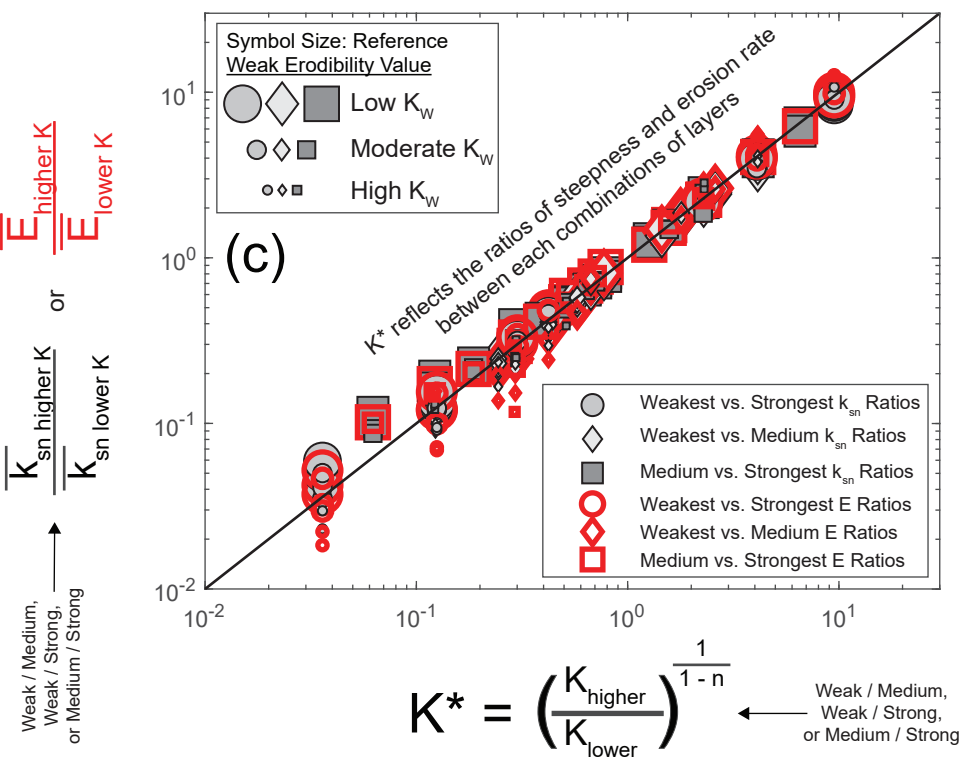 Symbol Size: Reference
Weak Erodibility Value
Low K_W
Moderate K_W
High K_W
(c)
K* reflects the ratios of steepness and erosion rate
between each combinations of layers
10^1
10^0
10^-1
10^-2
10^-2
10^-1
10^0
10^1
E higher K
E lower K
or
k_sn higher K
k_sn lower K
Weak / Medium,
Weak / Strong,
or Medium / Strong
Weakest vs. Strongest k_sn Ratios
Weakest vs. Medium k_sn Ratios
Medium vs. Strongest k_sn Ratios
Weakest vs. Strongest E Ratios
Weakest vs. Medium E Ratios
Medium vs. Strongest E Ratios
K* = (K_higher / K_lower)^(1 / (1 - n))
Weak / Medium,
Weak / Strong,
or Medium / Strong